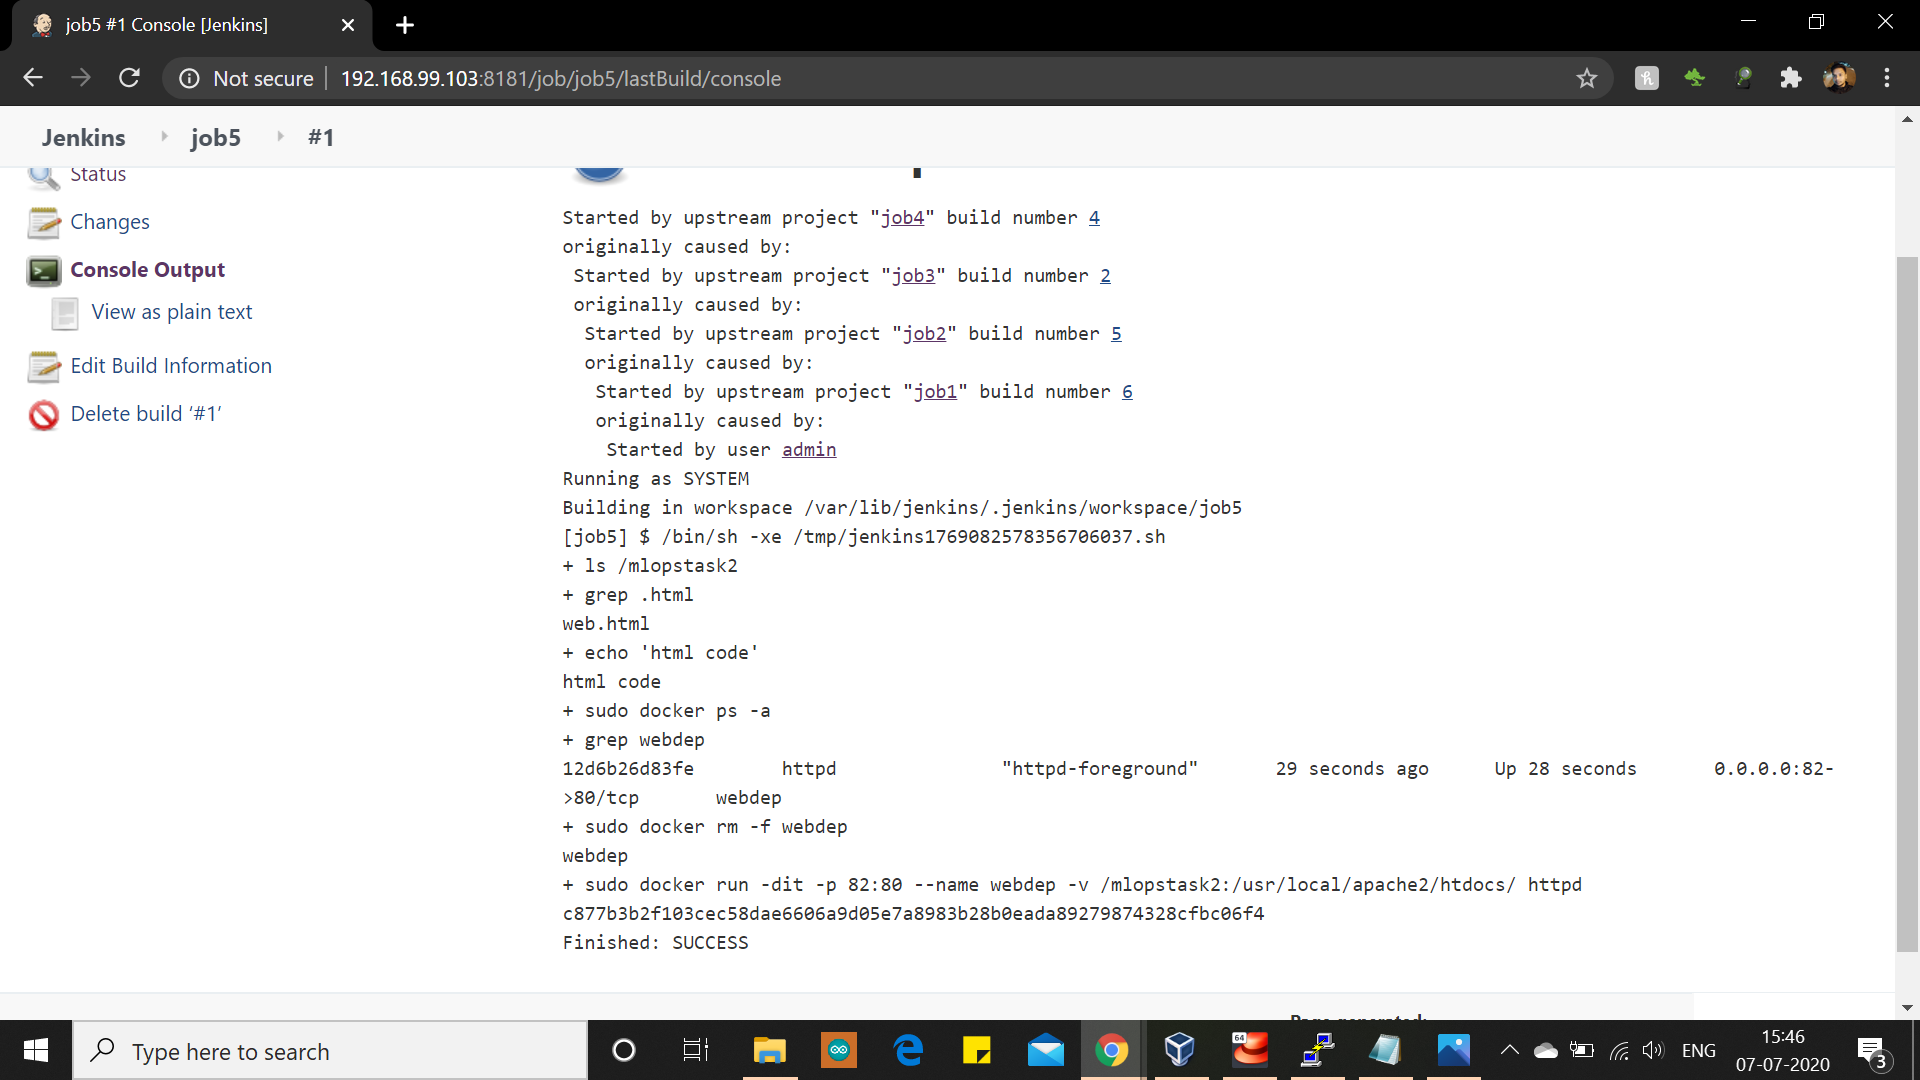 job5 #1 Console [Jenkins]
Not secure | 192.168.99.103:8181/job/job5/lastBuild/console
Jenkins job5 #1
Status
Changes
Console Output
View as plain text
Edit Build Information
Delete build ‘#1’
Started by upstream project "job4" build number 4
originally caused by:
Started by upstream project "job3" build number 2
originally caused by:
Started by upstream project "job2" build number 5
originally caused by:
Started by upstream project "job1" build number 6
originally caused by:
Started by user admin
Running as SYSTEM
Building in workspace /var/lib/jenkins/.jenkins/workspace/job5
[job5] $ /bin/sh -xe /tmp/jenkins1769082578356706037.sh
+ ls /mlopstask2
+ grep .html
web.html
+ echo 'html code'
html code
+ sudo docker ps -a
+ grep webdep
12d6b26d83fe httpd "httpd-foreground" 29 seconds ago Up 28 seconds 0.0.0.0:82-
>80/tcp webdep
+ sudo docker rm -f webdep
webdep
+ sudo docker run -dit -p 82:80 --name webdep -v /mlopstask2:/usr/local/apache2/htdocs/ httpd
c877b3b2f103cec58dae6606a9d05e7a8983b28b0eada89279874328cfbc06f4
Finished: SUCCESS
Type here to search
64
ENG
15:46
07-07-2020
3